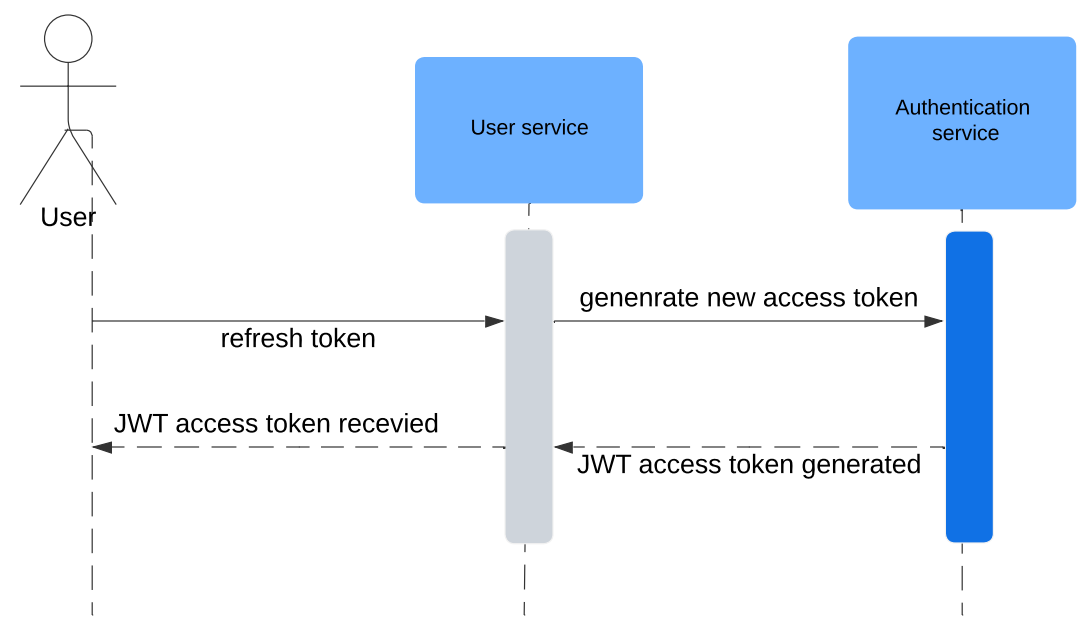 User service
Authentication
service
User
genenrate new access token
refresh token
JWT access token recevied
JWT access token generated